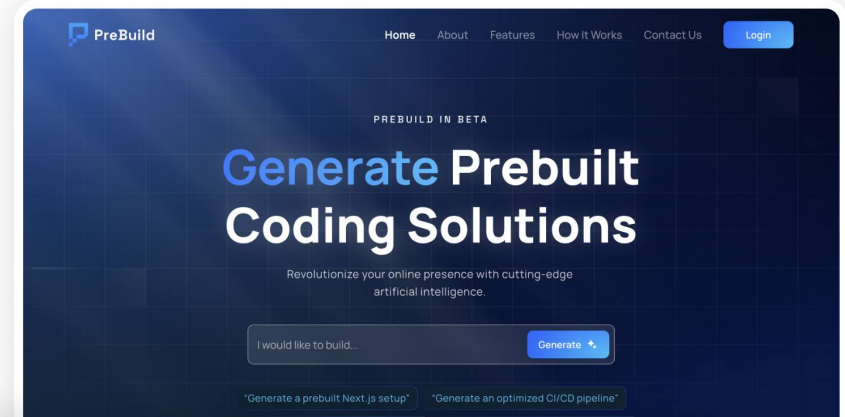 PreBuild
Home About Features How It Works Contact Us Login
PREBUILD IN BETA
Generate Prebuilt
Coding Solutions
Revolutionize your online presence with cutting-edge
artificial intelligence.
I would like to build... Generate
"Generate a prebuilt Next.js setup" "Generate an optimized CI/CD pipeline"